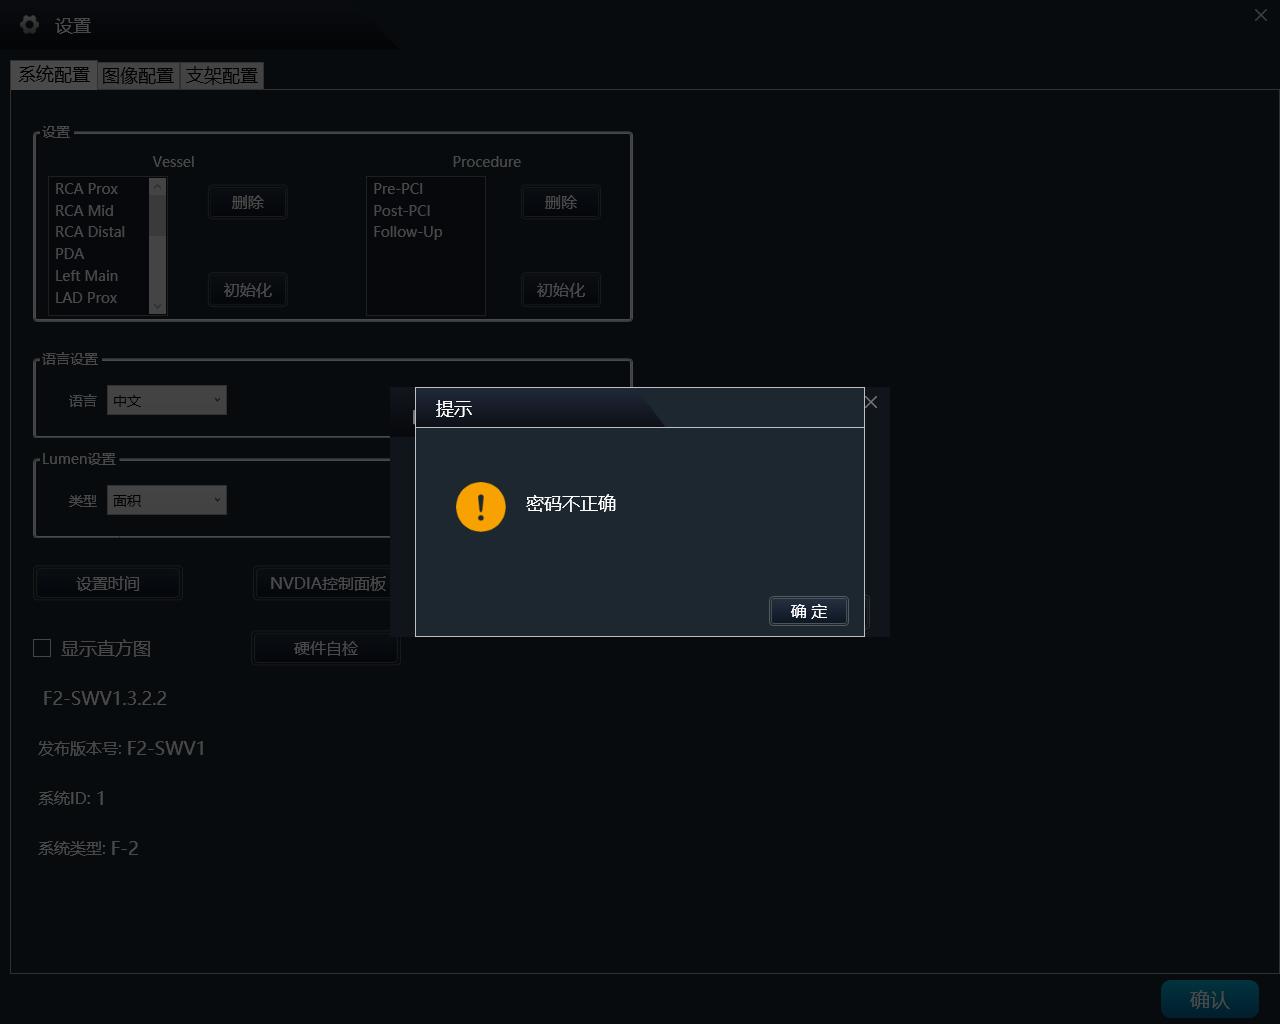 设置
系统配置 图像配置 支架配置
设置
Vessel
RCA Prox
RCA Mid
RCA Distal
PDA
Left Main
LAD Prox
删除
初始化
Procedure
Pre-PCI
Post-PCI
Follow-Up
删除
初始化
语言设置
语言 中文
Lumen设置
类型 面积
提示
密码不正确
确 定
设置时间
NVDIA控制面板
显示直方图
硬件自检
F2-SWV1.3.2.2
发布版本号: F2-SWV1
系统ID: 1
系统类型: F-2
确认